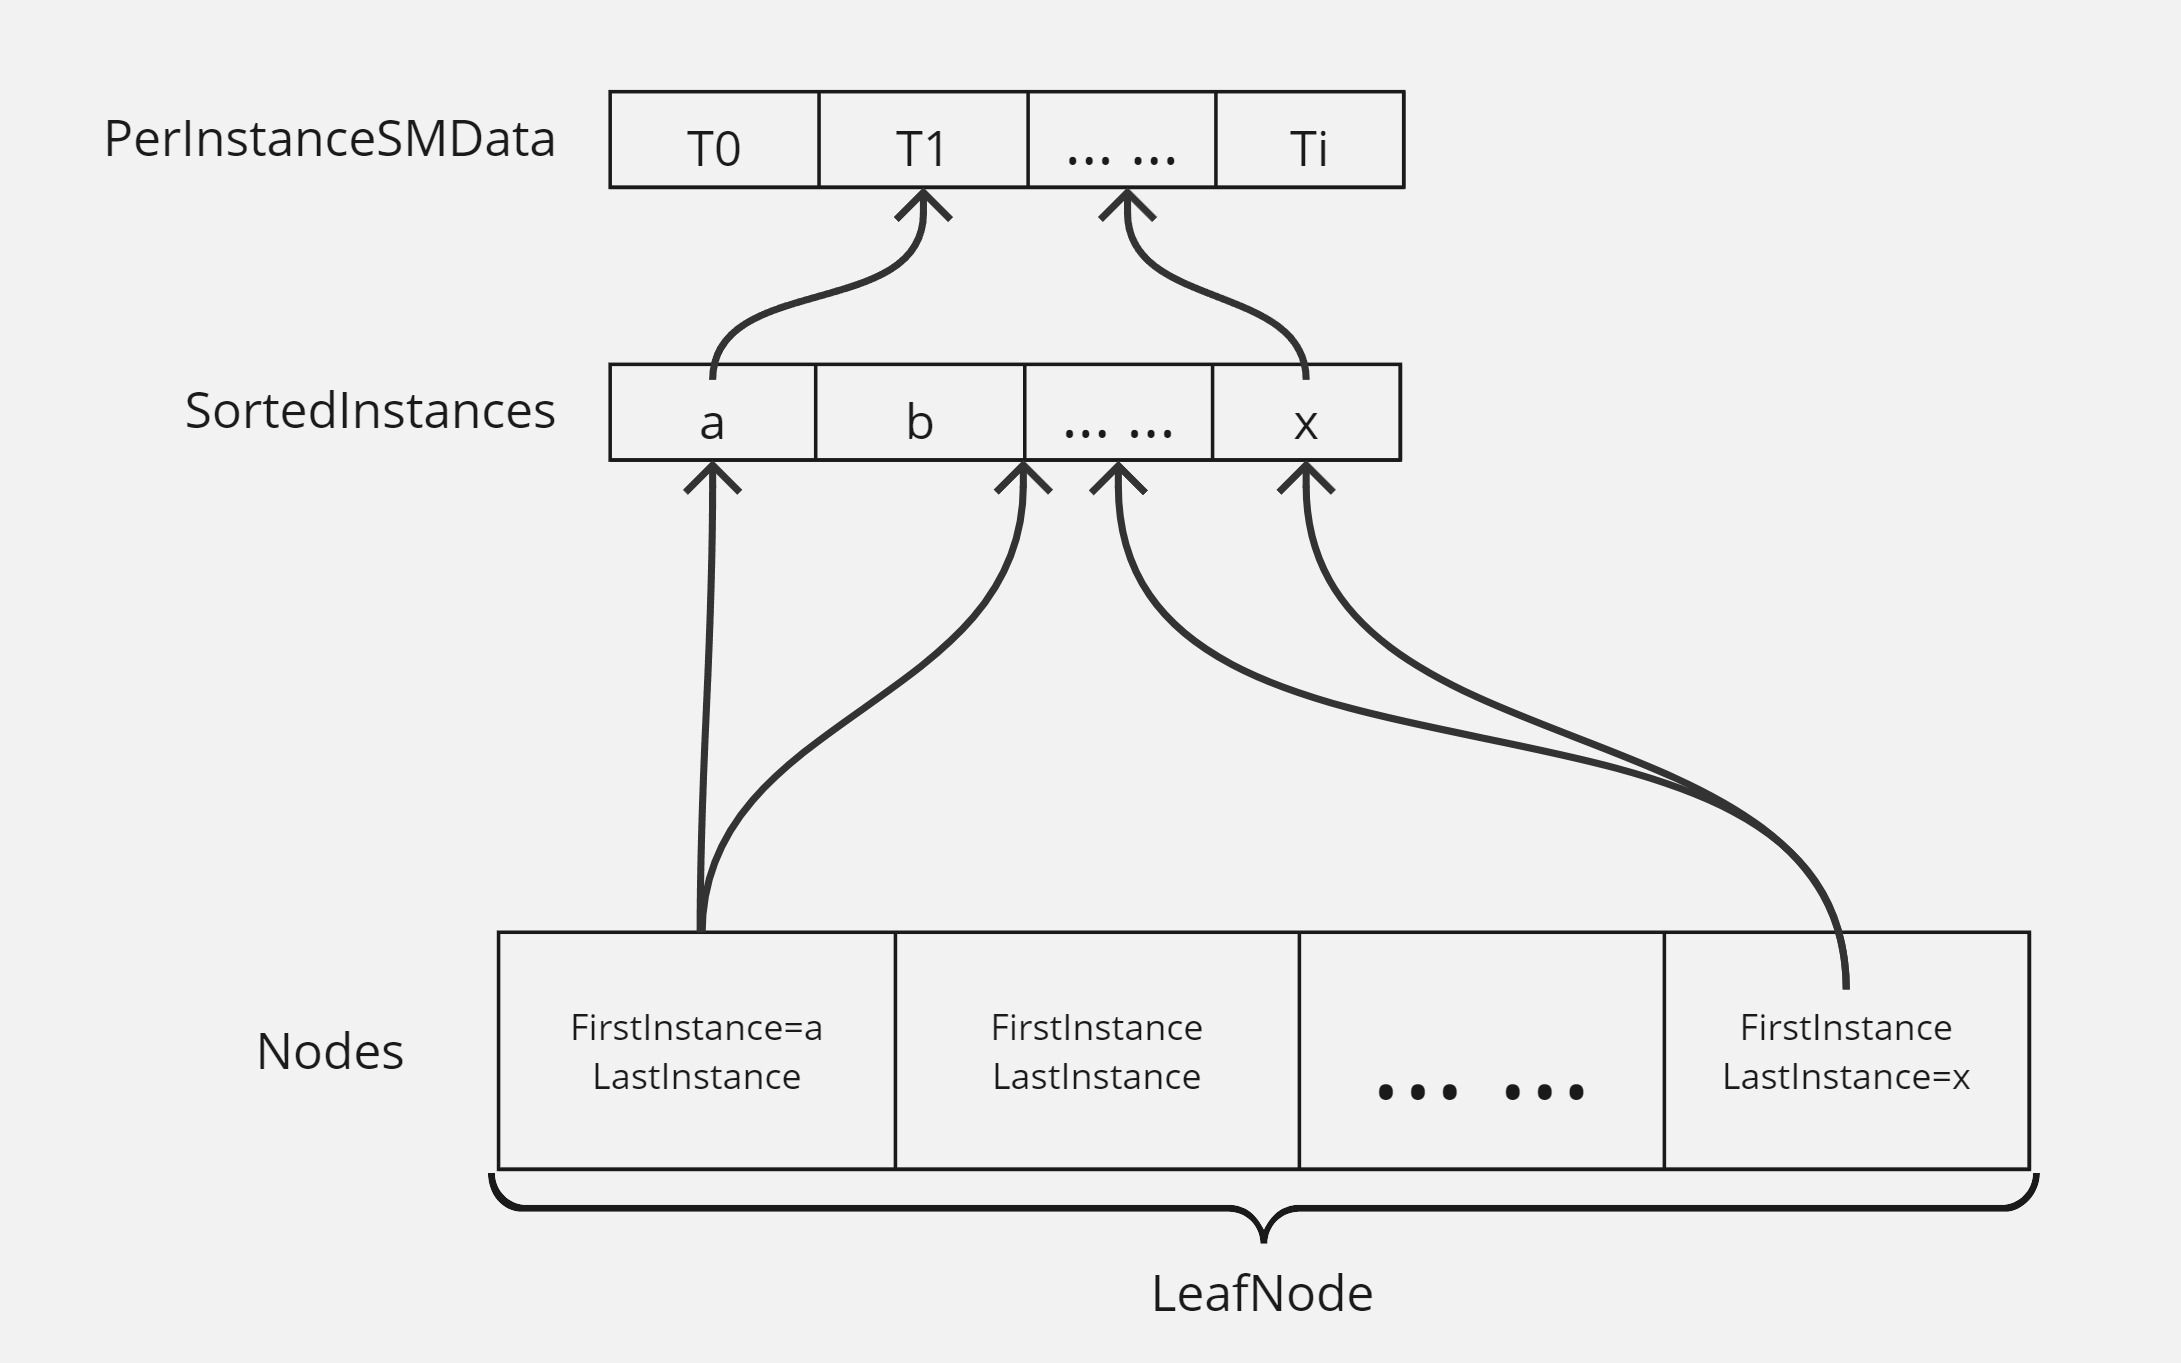 PerInstanceSMData
T0 T1 ... ... Ti
SortedInstances
a b ... ... x
Nodes
FirstInstance=a
LastInstance
FirstInstance
LastInstance
... ...
FirstInstance
LastInstance=x
LeafNode